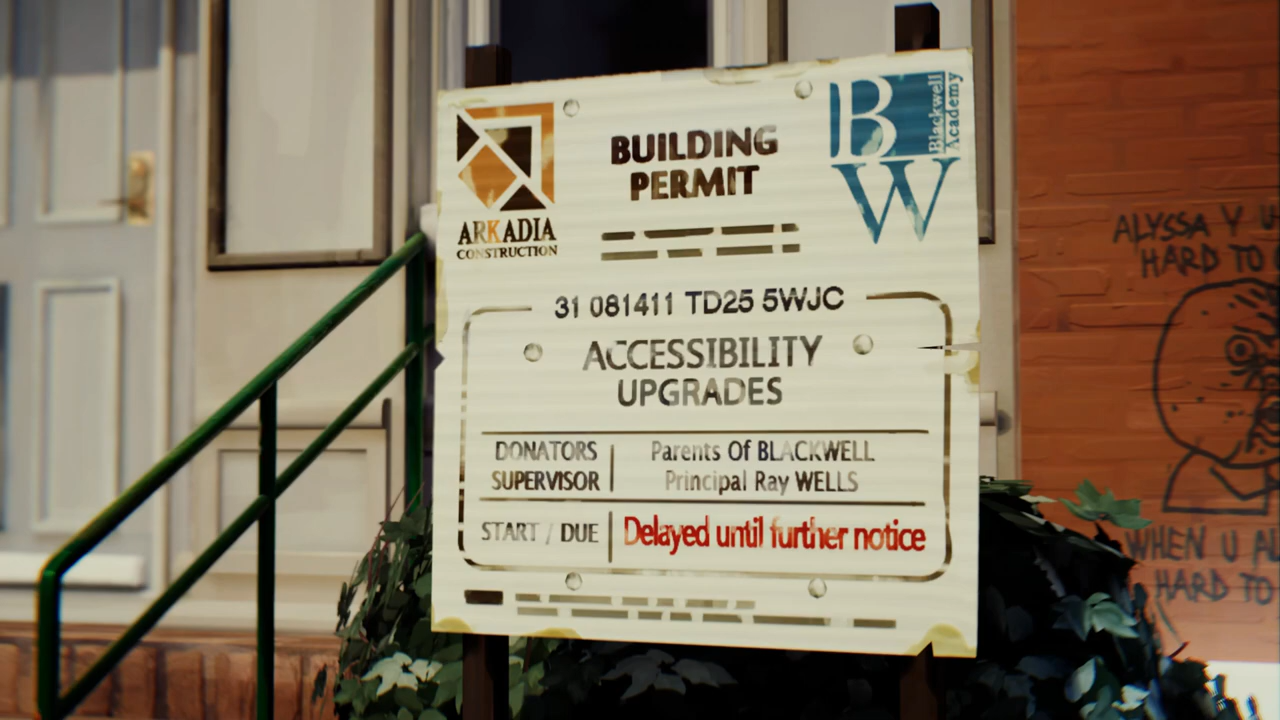 BUILDING
PERMIT
ARKADIA
CONSTRUCTION
B
W
Blackwell
Academy
31 081411 TD25 5WJC
ACCESSIBILITY
UPGRADES
DONATORS Parents Of BLACKWELL
SUPERVISOR Principal Ray WELLS
START / DUE Delayed until further notice
ALYSSA Y U
HARD TO
WHEN U
HARD TO